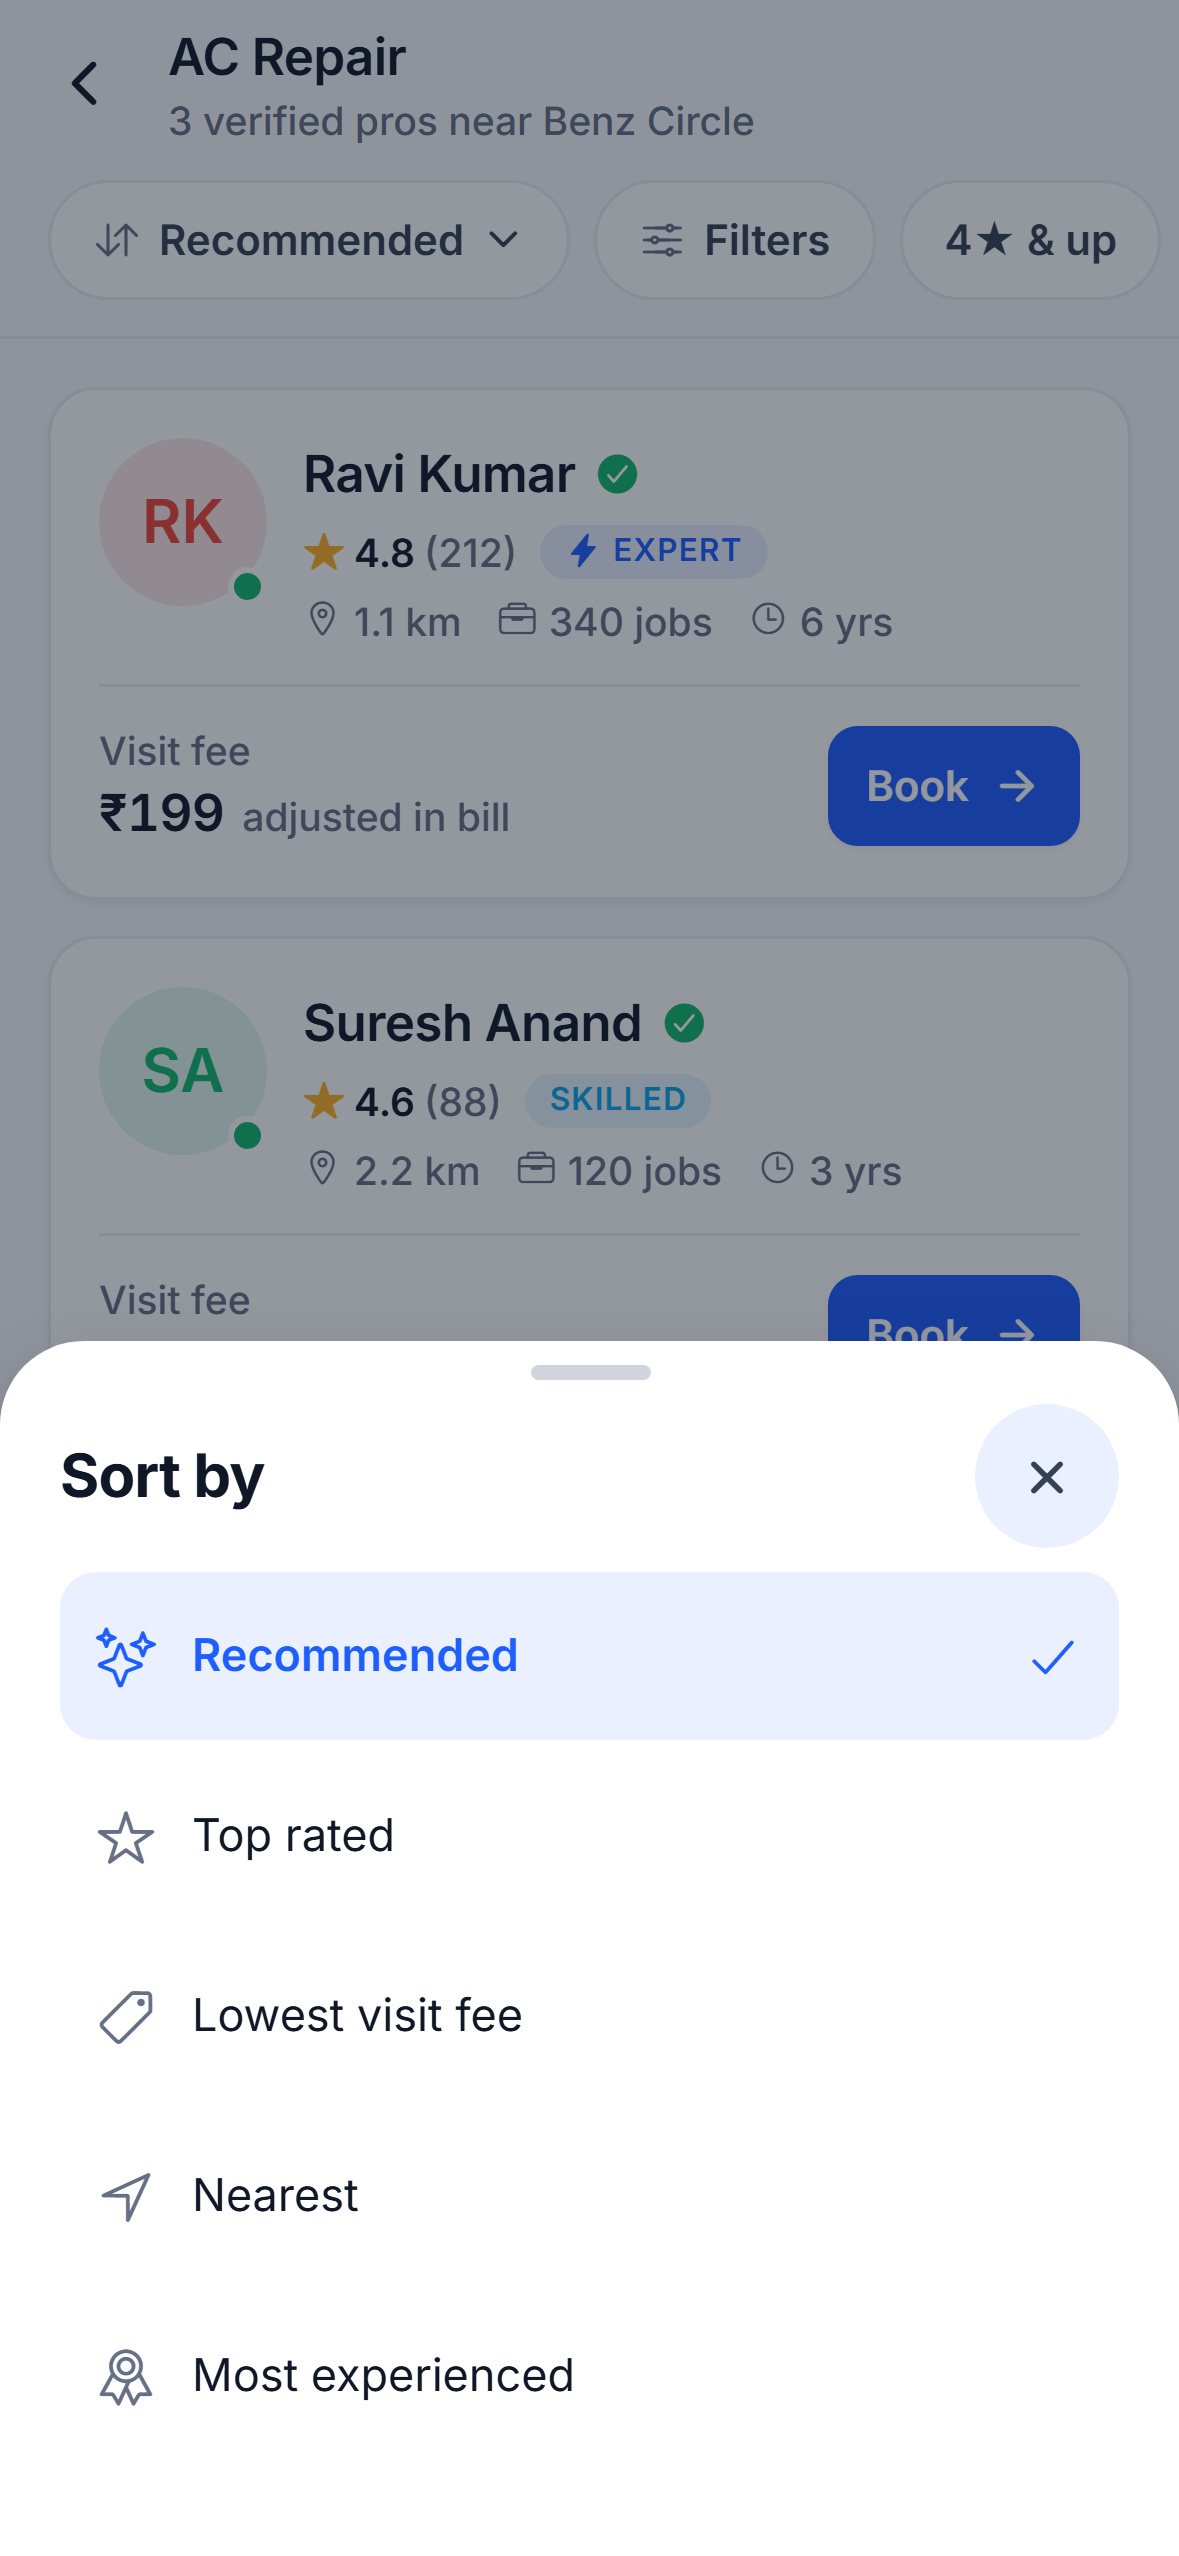 AC Repair
3 verified pros near Benz Circle
Recommended Filters 4★ & up
RK
Ravi Kumar
4.8 (212) EXPERT
1.1 km 340 jobs 6 yrs
Visit fee
₹199 adjusted in bill
Book
SA
Suresh Anand
4.6 (88) SKILLED
2.2 km 120 jobs 3 yrs
Visit fee
Book
Sort by
Recommended
Top rated
Lowest visit fee
Nearest
Most experienced